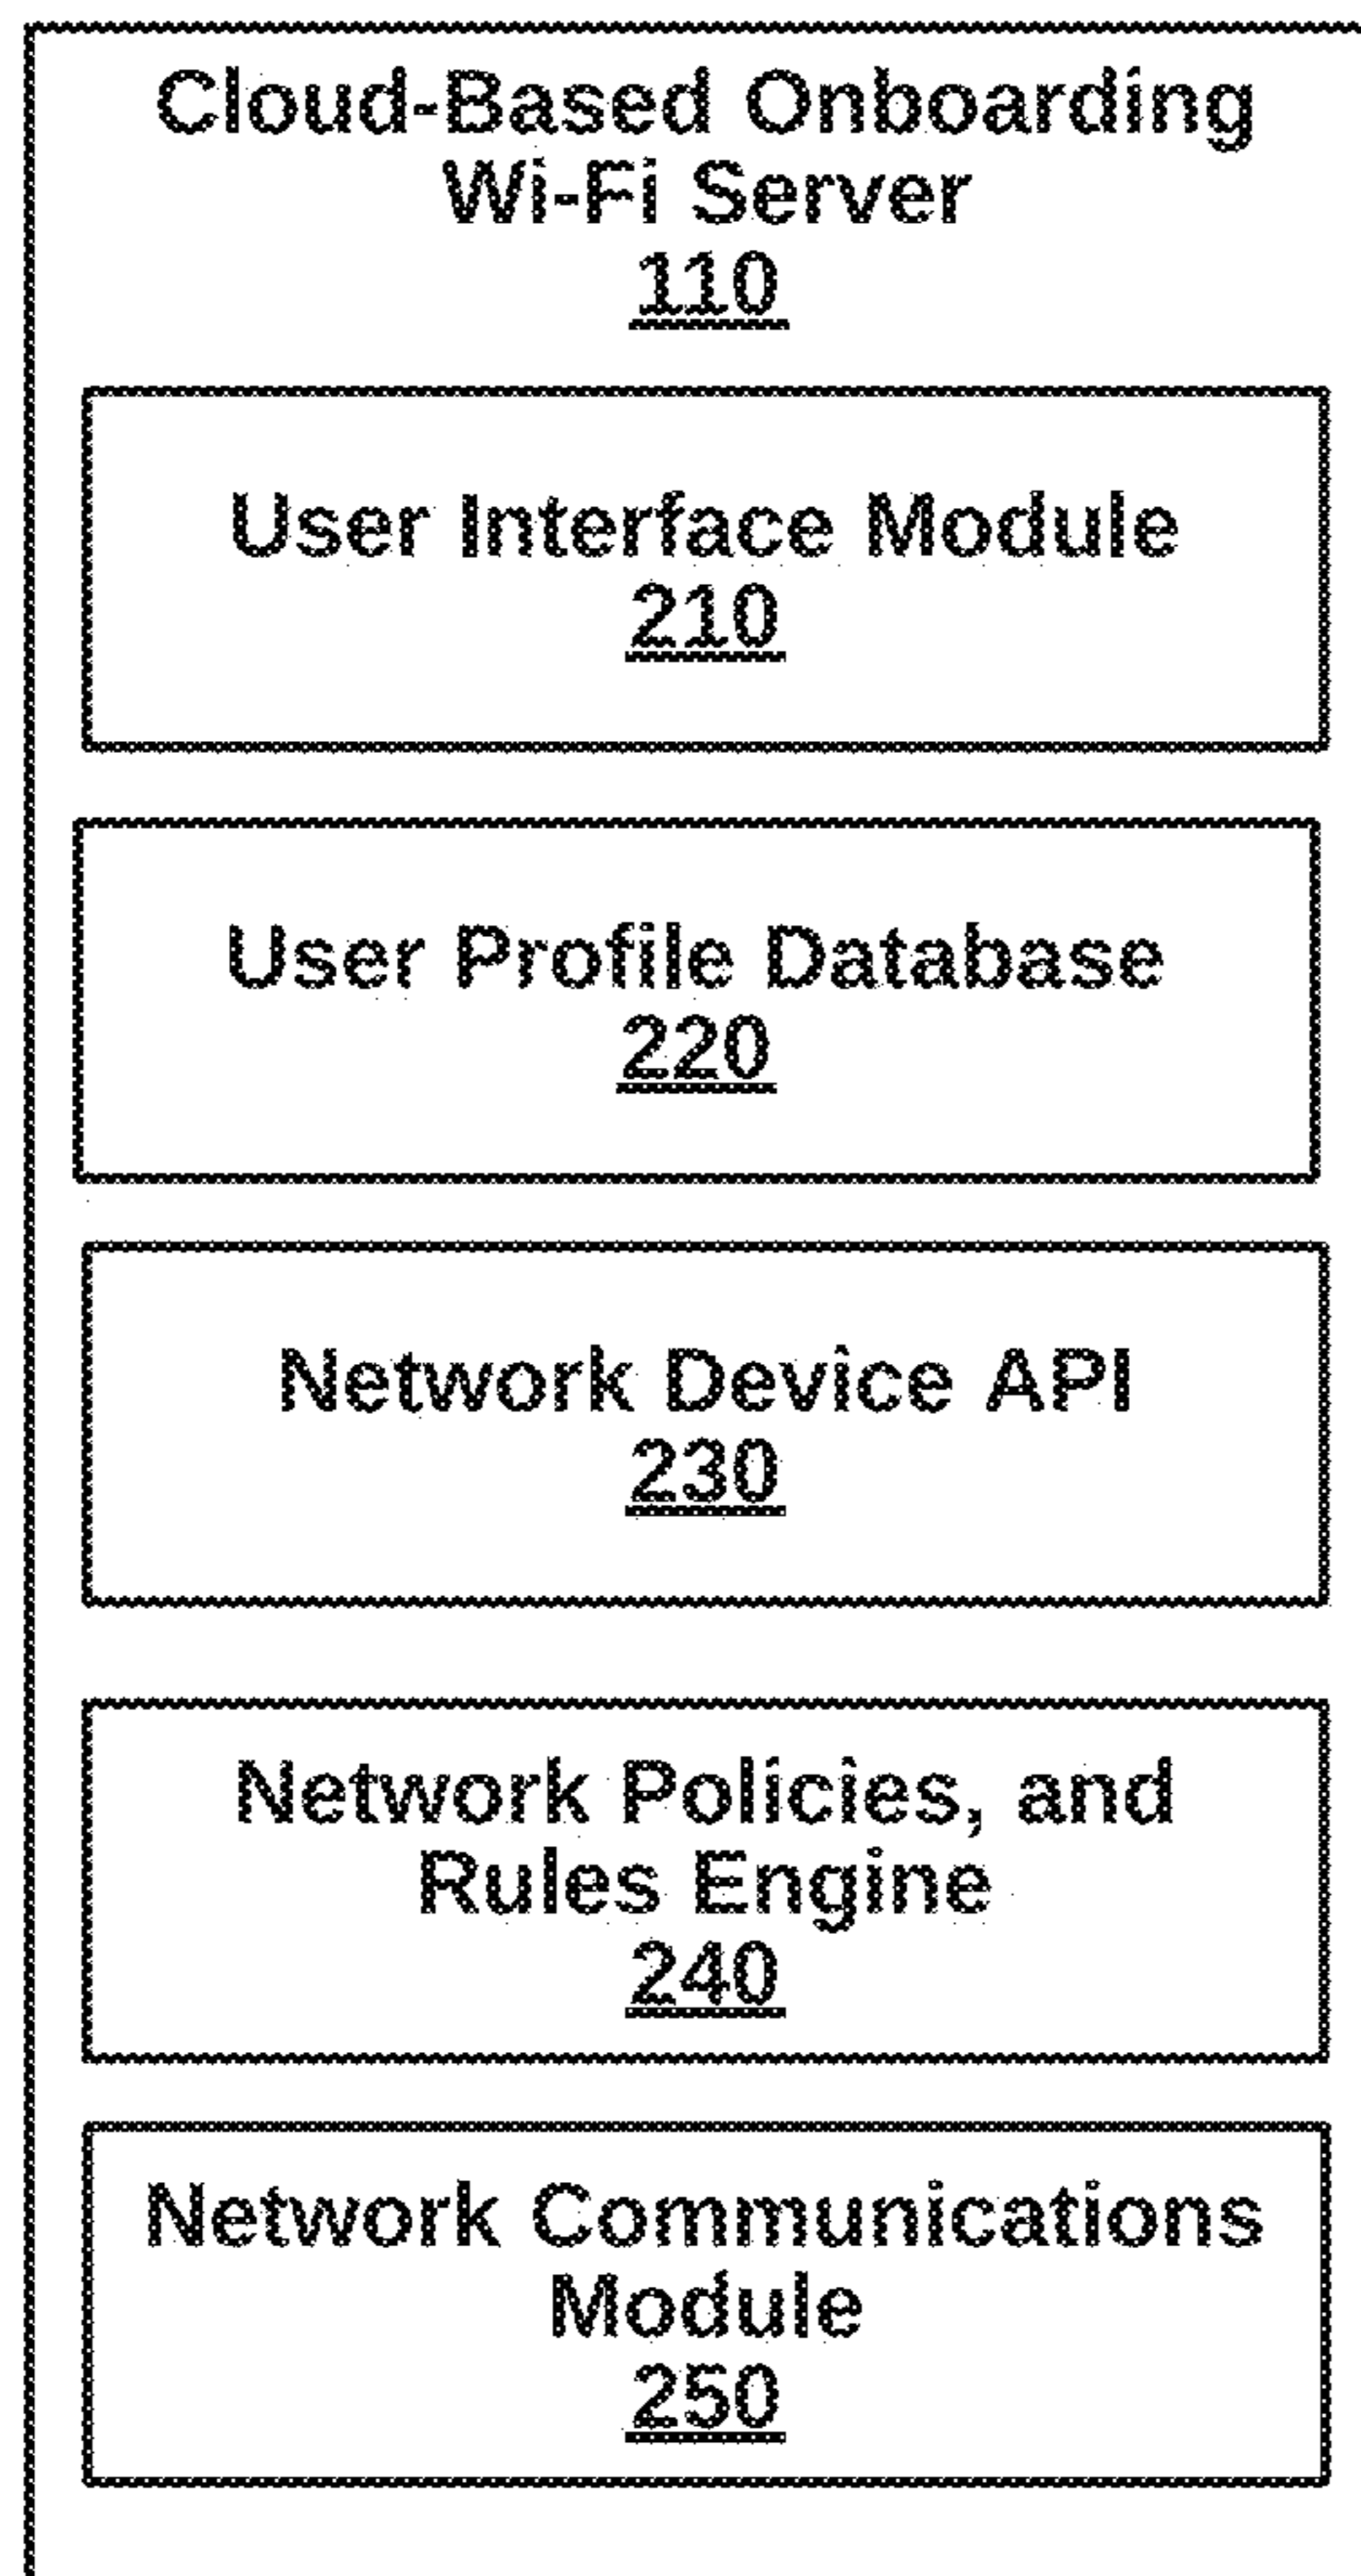 Cloud-Based Onboarding
Wi-Fi Server
110
User Interface Module
210
User Profile Database
220
Network Device API
230
Network Policies, and
Rules Engine
240
Network Communications
Module
250